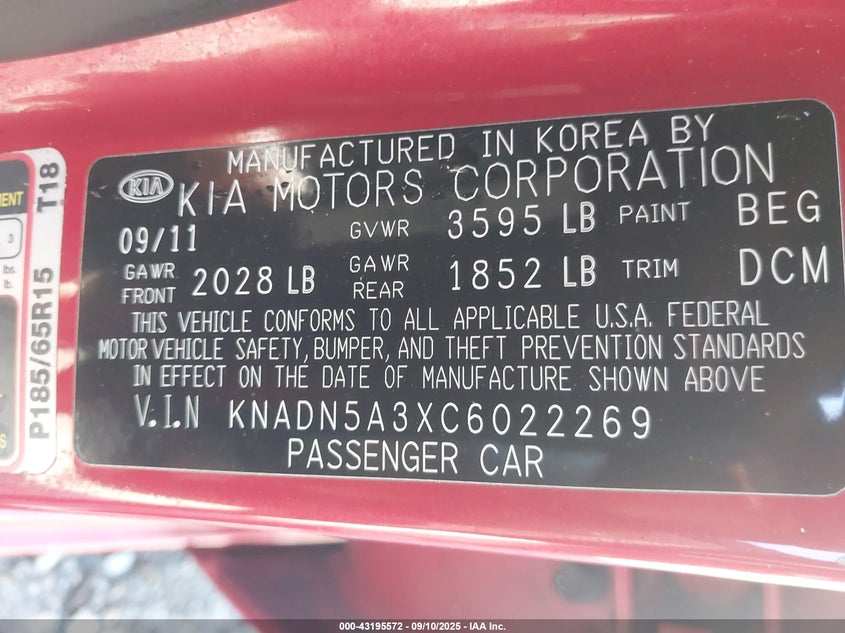 MANUFACTURED IN KOREA BY
KIA KIA MOTORS CORPORATION
09/11 GVWR 3595 LB PAINT BEG
GAWR FRONT 2028 LB GAWR REAR 1852 LB TRIM DCM
THIS VEHICLE CONFORMS TO ALL APPLICABLE U.S.A. FEDERAL
MOTOR VEHICLE SAFETY, BUMPER, AND THEFT PREVENTION STANDARDS
IN EFFECT ON THE DATE OF MANUFACTURE SHOWN ABOVE
V.I.N KNADN5A3XC6022269
PASSENGER CAR
P185/65R15 T18
3
lbs.
lb.
000-43195572 - 09/10/2025 - IAA Inc.